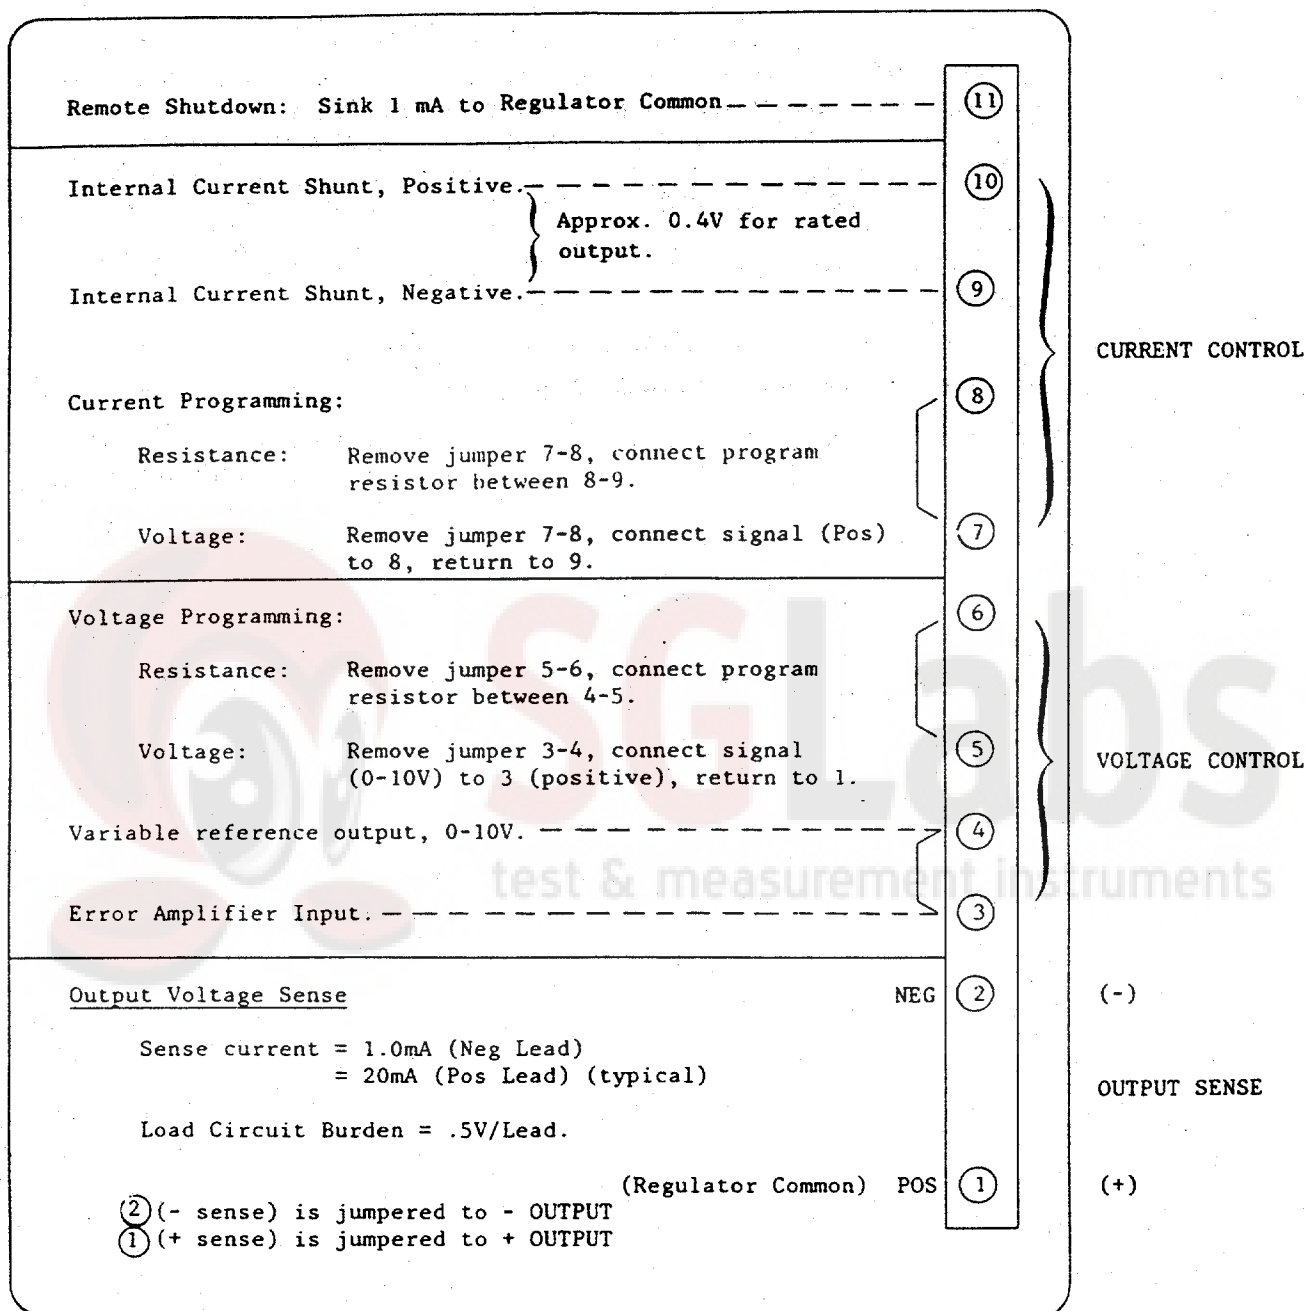 Remote Shutdown: Sink 1 mA to Regulator Common 11
Internal Current Shunt, Positive. 10
Approx. 0.4V for rated
output.
Internal Current Shunt, Negative. 9
CURRENT CONTROL
Current Programming: 8
Resistance: Remove jumper 7-8, connect program
resistor between 8-9.
Voltage: Remove jumper 7-8, connect signal (Pos) 7
to 8, return to 9.
Voltage Programming: 6
Resistance: Remove jumper 5-6, connect program
resistor between 4-5.
Voltage: Remove jumper 3-4, connect signal 5
(0-10V) to 3 (positive), return to 1.
VOLTAGE CONTROL
Variable reference output, 0-10V. 4
Error Amplifier Input. 3
SGLabs
test & measurement instruments
Output Voltage Sense NEG 2 (-)
Sense current = 1.0mA (Neg Lead)
= 20mA (Pos Lead) (typical)
OUTPUT SENSE
Load Circuit Burden = .5V/Lead.
(Regulator Common) POS 1 (+)
2 (- sense) is jumpered to - OUTPUT
1 (+ sense) is jumpered to + OUTPUT